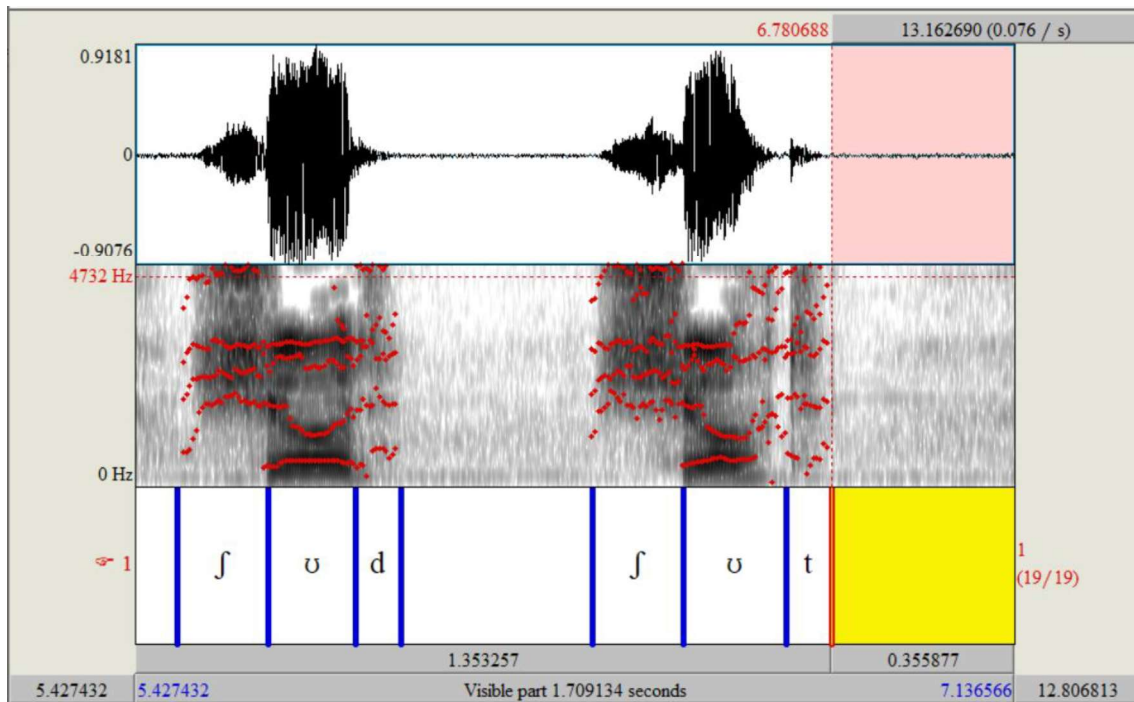 6.780688 13.162690 (0.076 / s)
0.9181
0
-0.9076
4732 Hz
0 Hz
☞ 1 ʃ ʊ d ʃ ʊ t 1
(19/19)
1.353257 0.355877
5.427432 5.427432 Visible part 1.709134 seconds 7.136566 12.806813